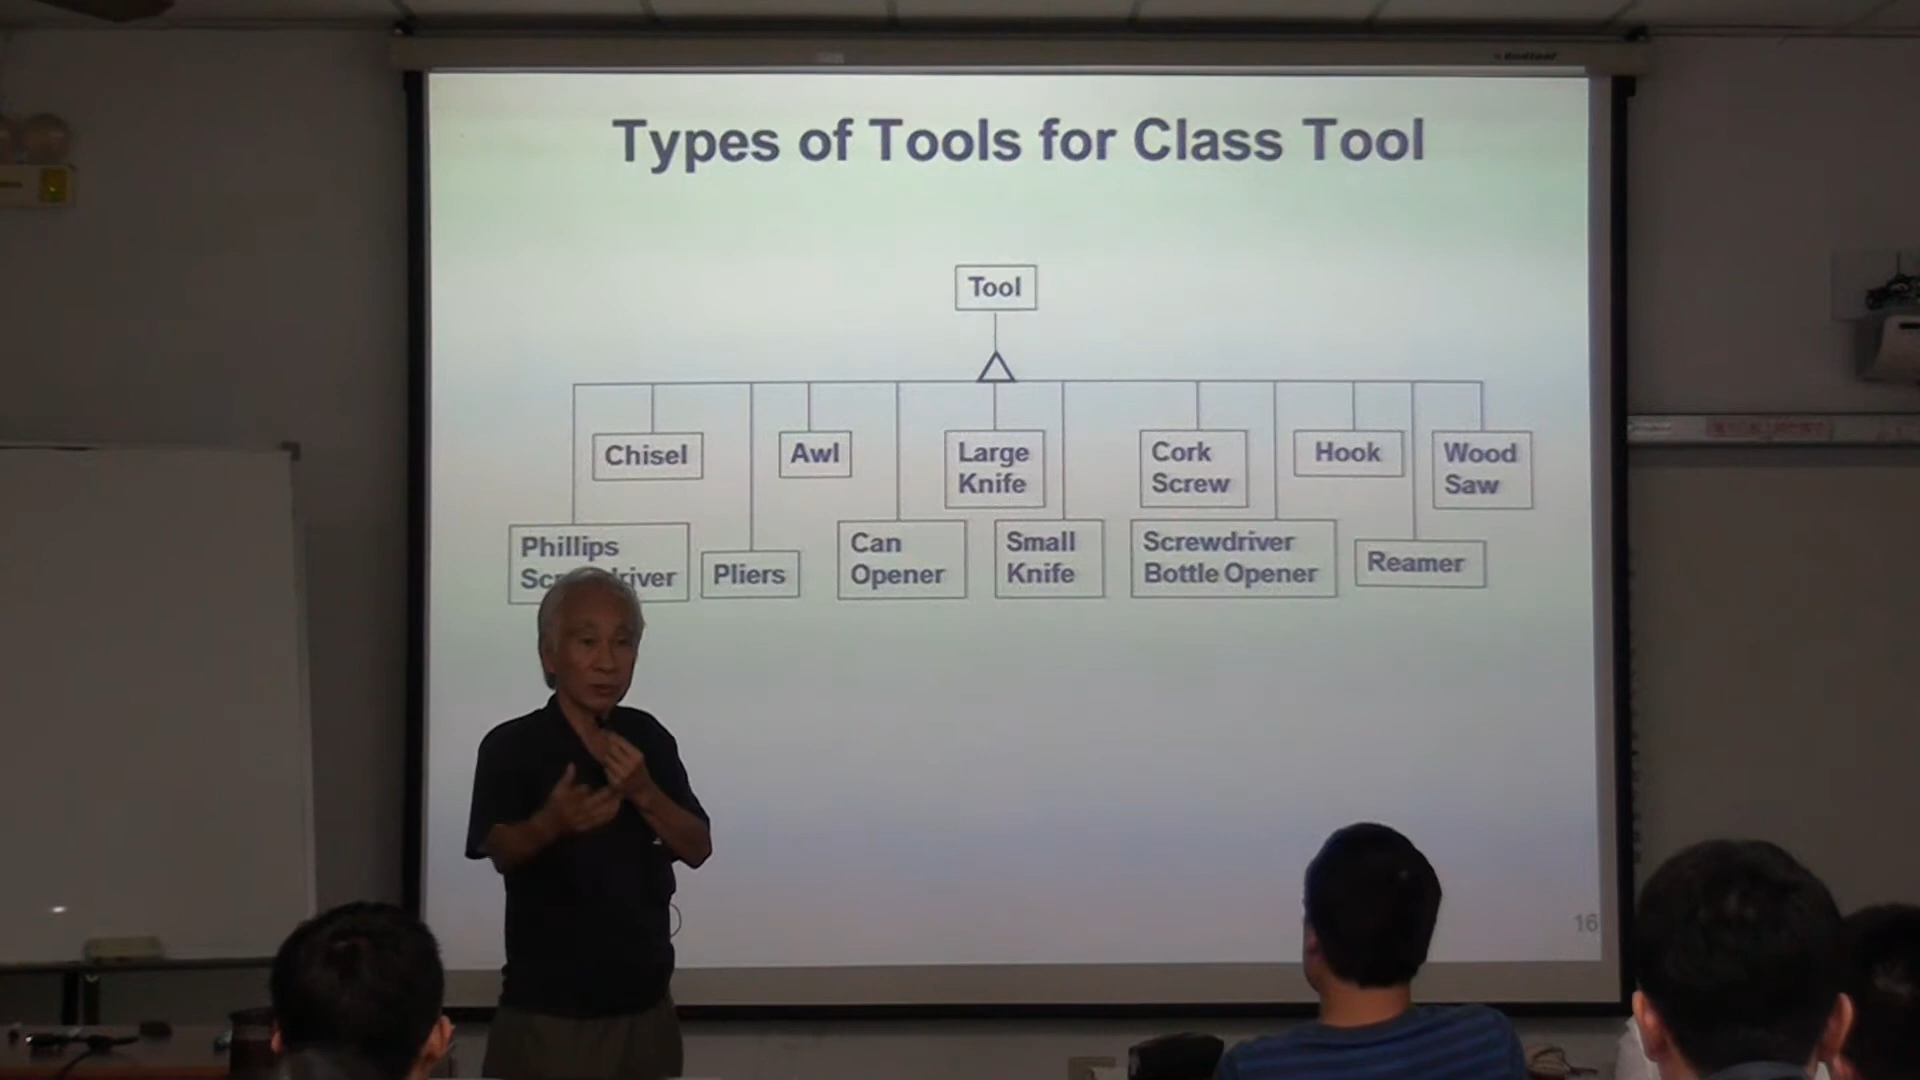 Types of Tools for Class Tool
Tool
Chisel
Awl
Large
Knife
Cork
Screw
Hook
Wood
Saw
Phillips
Pliers
Can
Opener
Small
Knife
Screwdriver
Bottle Opener
Reamer
16